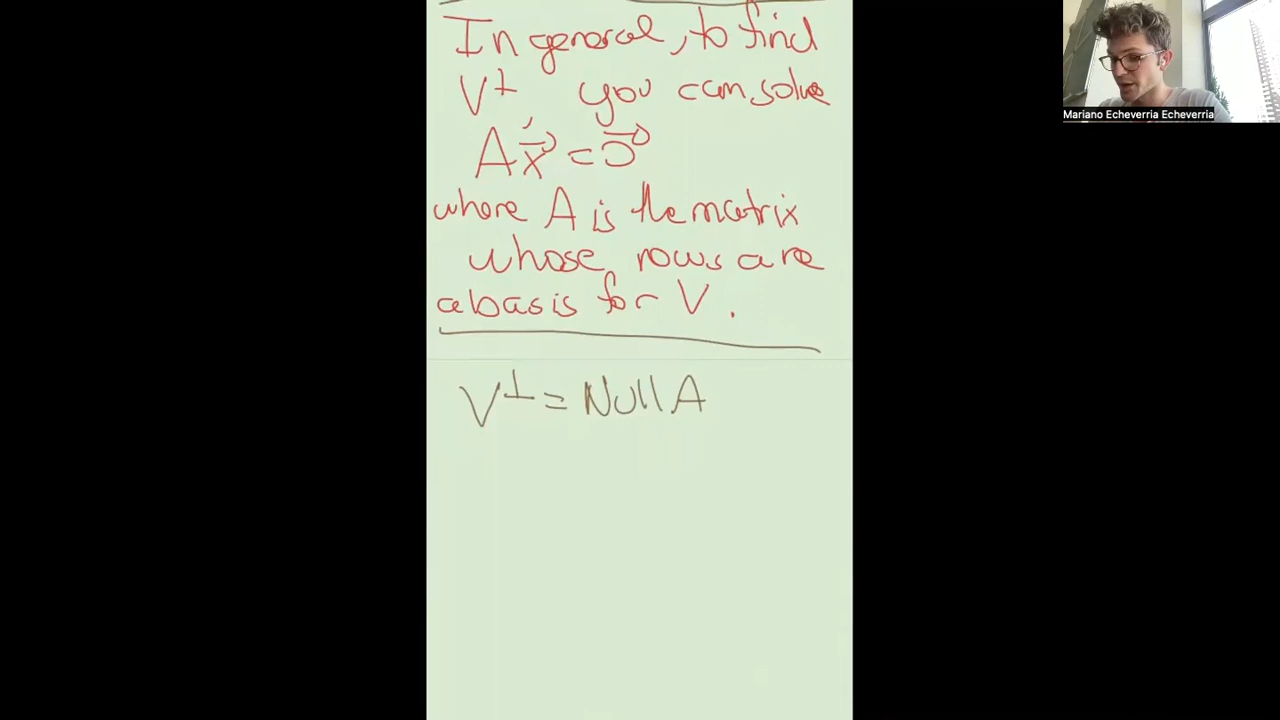 In general, to find
V⊥ you can solve
Ax⃗ = 0⃗
where A is the matrix
whose rows are
a basis for V.
V⊥ = Null A
Mariano Echeverria Echeverria